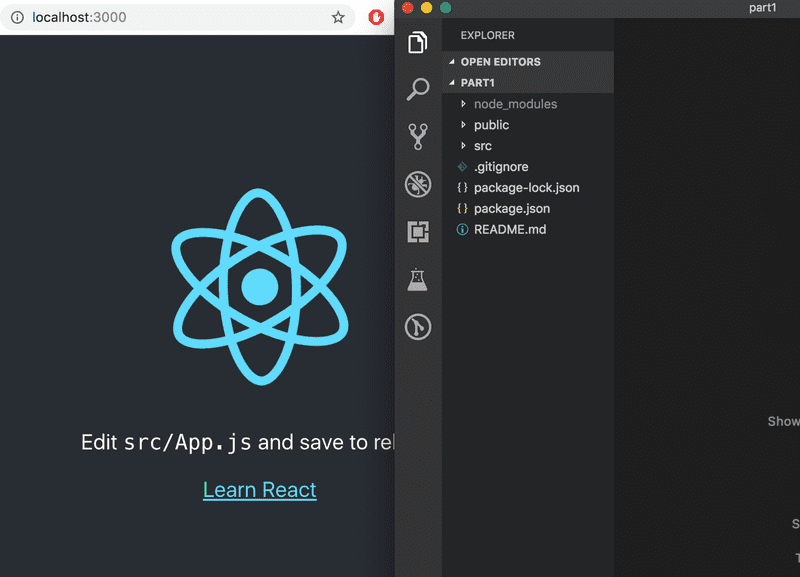 localhost:3000
Edit src/App.js and save to rel
Learn React
part1
EXPLORER
OPEN EDITORS
PART1
node_modules
public
src
.gitignore
{} package-lock.json
{} package.json
README.md
Show
S
T